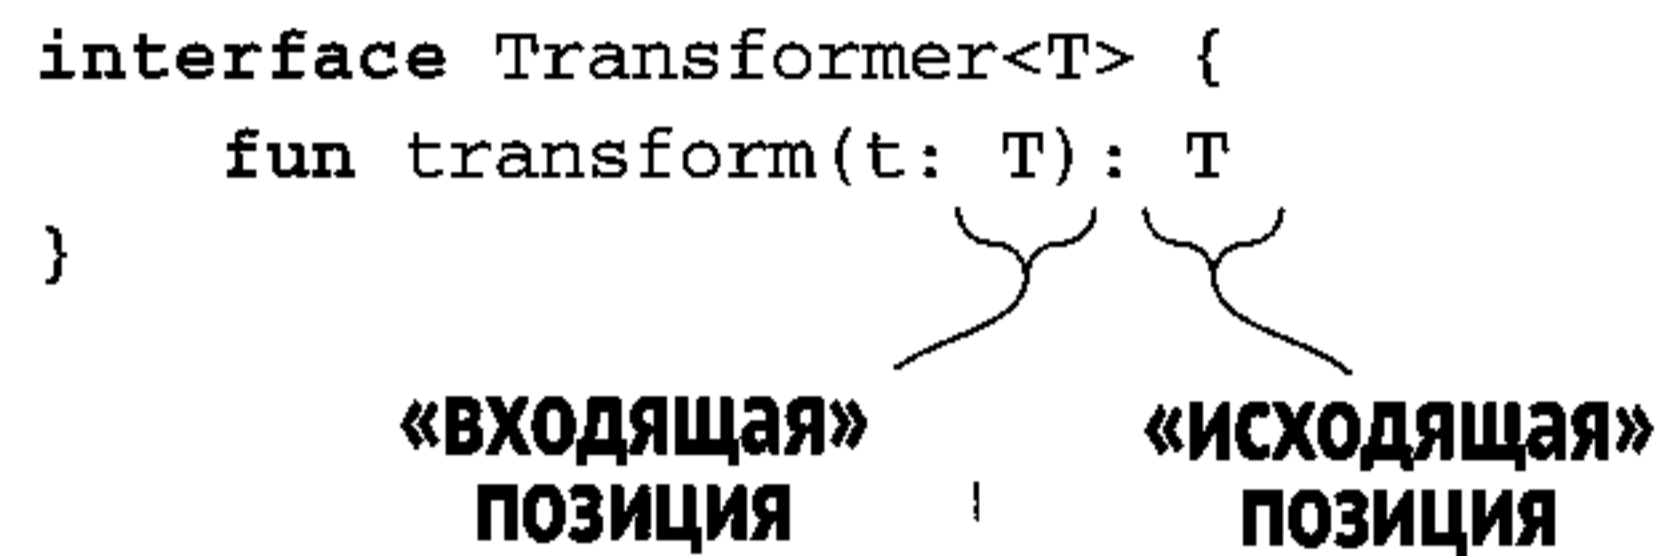 interface Transformer<T> {
fun transform(t: T): T
}
«входящая» «исходящая»
позиция позиция